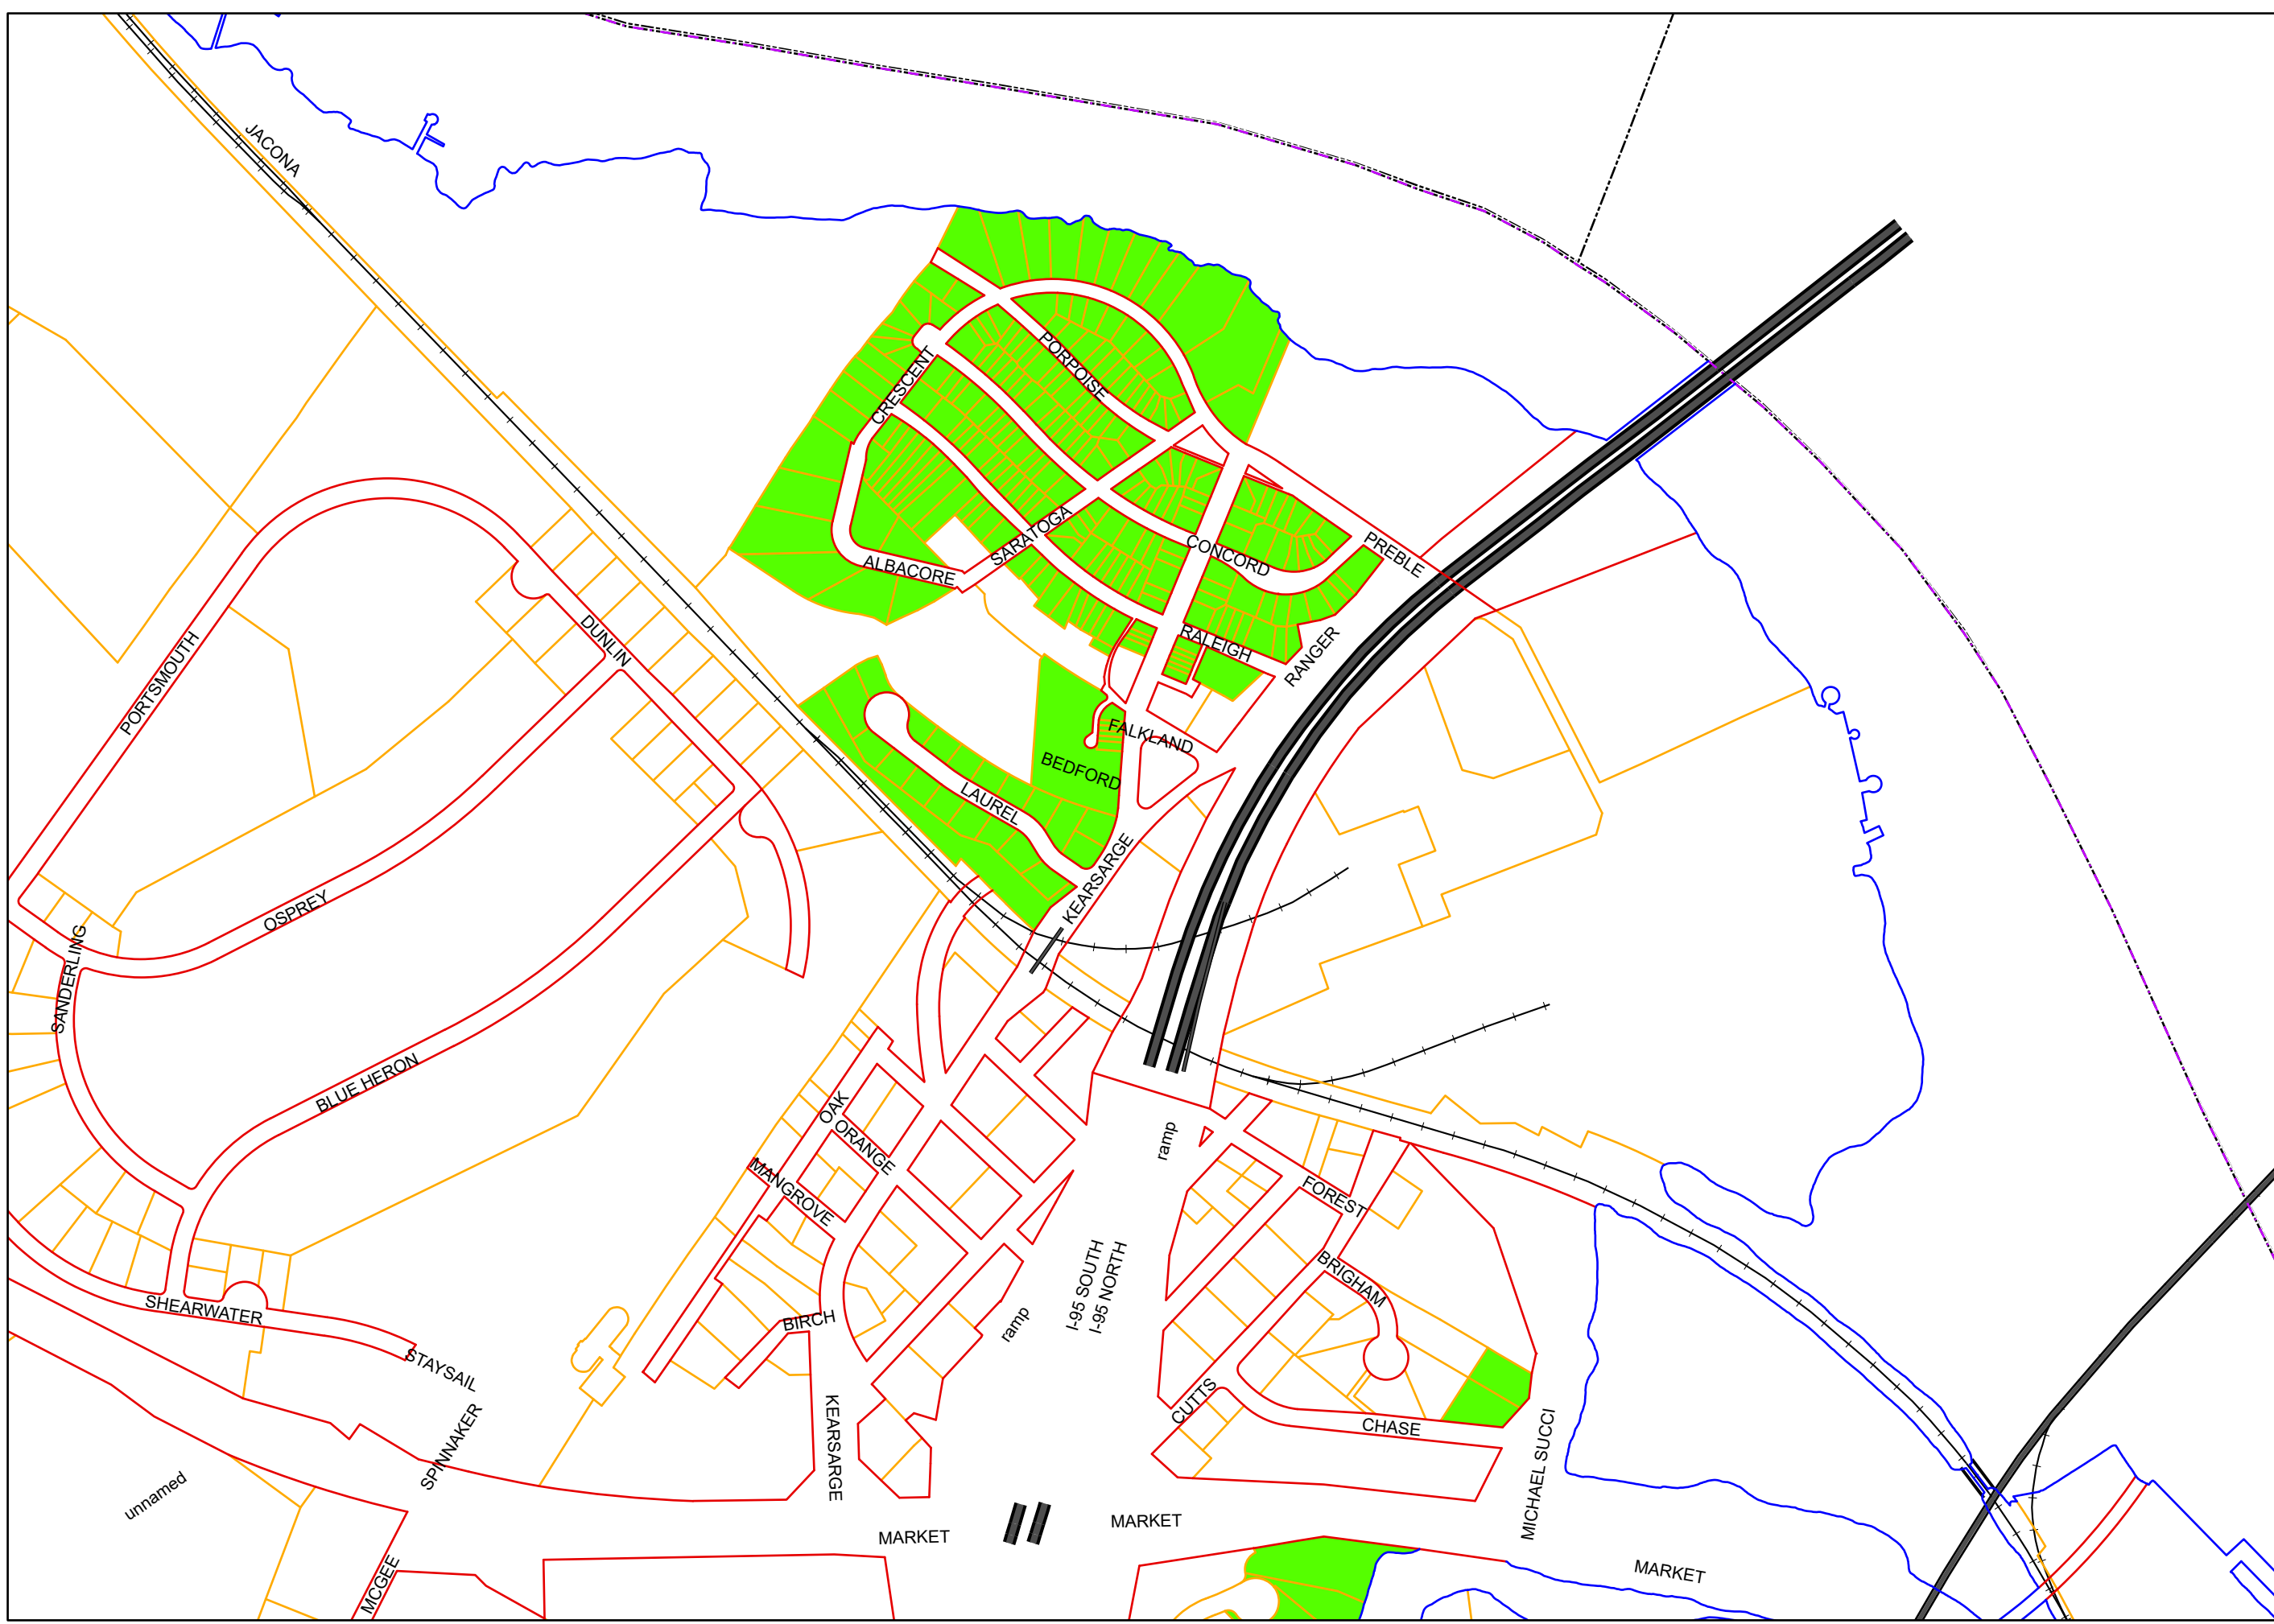 JACONA
PORPOISE
CRESCENT
SARATOGA
CONCORD
PREBLE
ALBACORE
DUNLIN
PORTSMOUTH
RALEIGH
RANGER
FALKLAND
BEDFORD
LAUREL
KEARSARGE
OSPREY
SANDERLING
BLUE HERON
OAK
O ORANGE
MANGROVE
ramp
FOREST
I-95 SOUTH
I-95 NORTH
BRIGHAM
SHEARWATER
BIRCH
ramp
STAYSAIL
CUTTS
CHASE
SPINNAKER
KEARSARGE
MICHAEL SUCCI
unnamed
MARKET
MARKET
MARKET
MCGEE